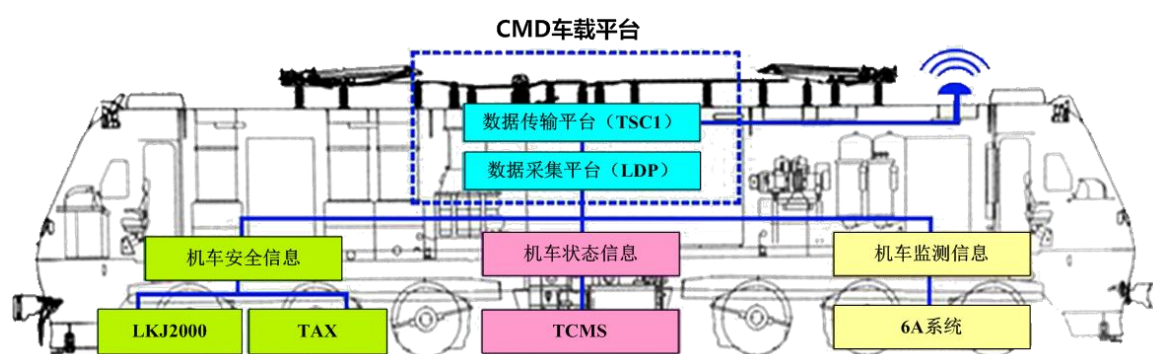 CMD车载平台
数据传输平台（TSC1）
数据采集平台（LDP）
机车安全信息
机车状态信息
机车监测信息
LKJ2000
TAX
TCMS
6A系统